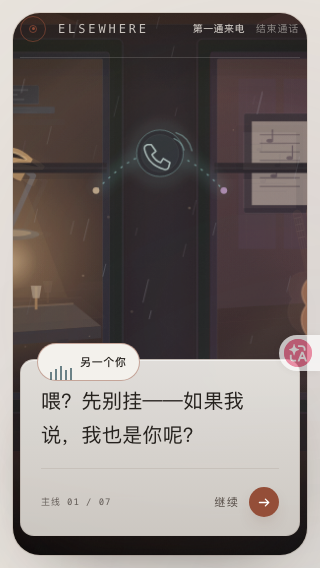 ELSEWHERE
第一通来电 结束通话
另一个你
喂？先别挂——如果我
说，我也是你呢？
主线 01 / 07
继续